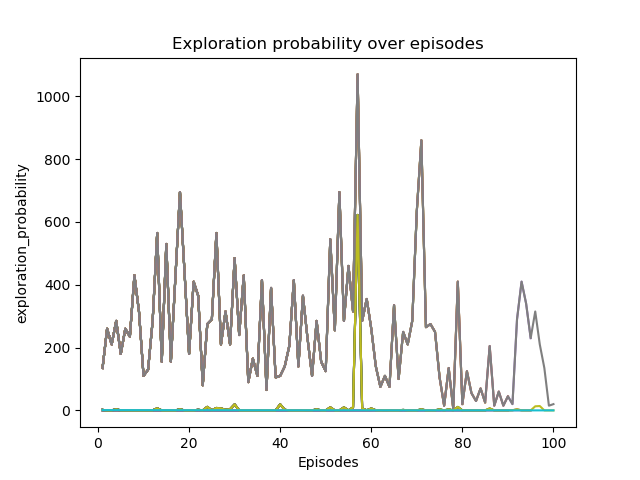 Exploration probability over episodes
exploration_probability
1000
800
600
400
200
0
0 20 40 60 80 100
Episodes